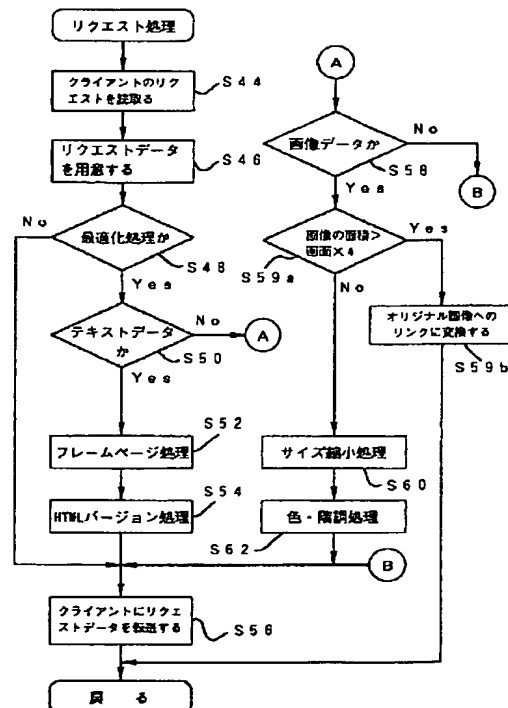 リクエスト処理
クライアントのリク
エストを読取る
S44
リクエストデータ
を用意する
S46
No
最適化処理か
S48
Yes
テキストデータ
か
No
A
S50
Yes
フレームページ処理
S52
HTMLバージョン処理
S54
クライアントにリクエ
ストデータを転送する
S56
戻る
A
画像データか
No
S58
B
Yes
画像の面積>
画面×4
Yes
S59a
No
オリジナル画像への
リンクに変換する
S59b
サイズ縮小処理
S60
色・階調処理
S62
B